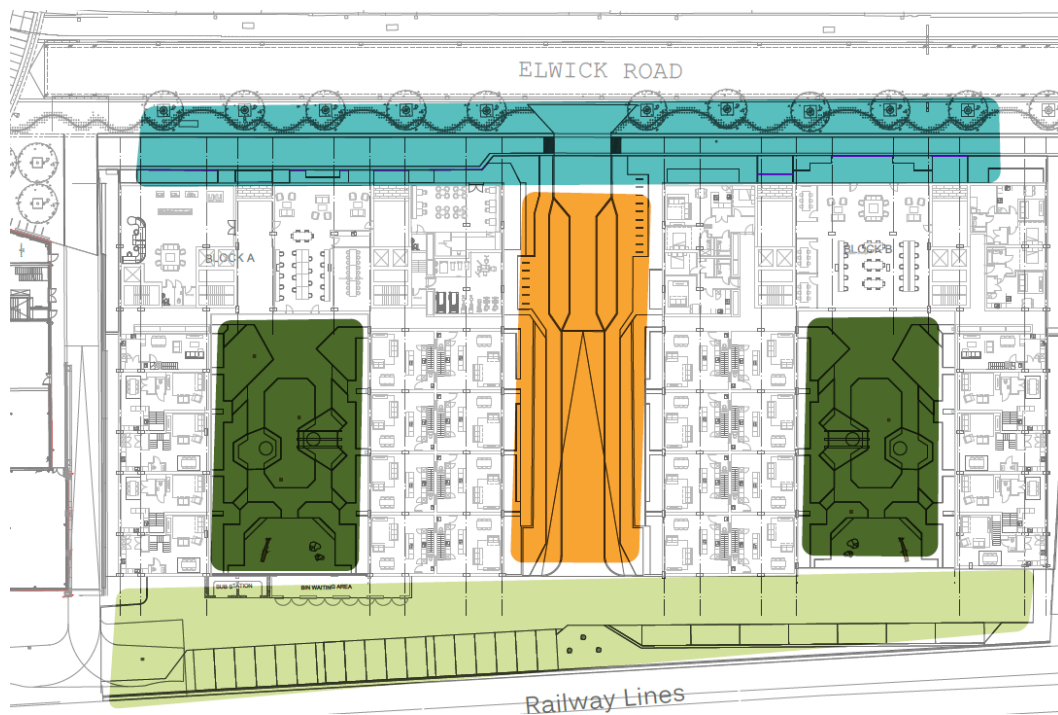 ELWICK ROAD
BLOCK A
BLOCK B
SUB STATION
BIN WAITING AREA
Railway Lines